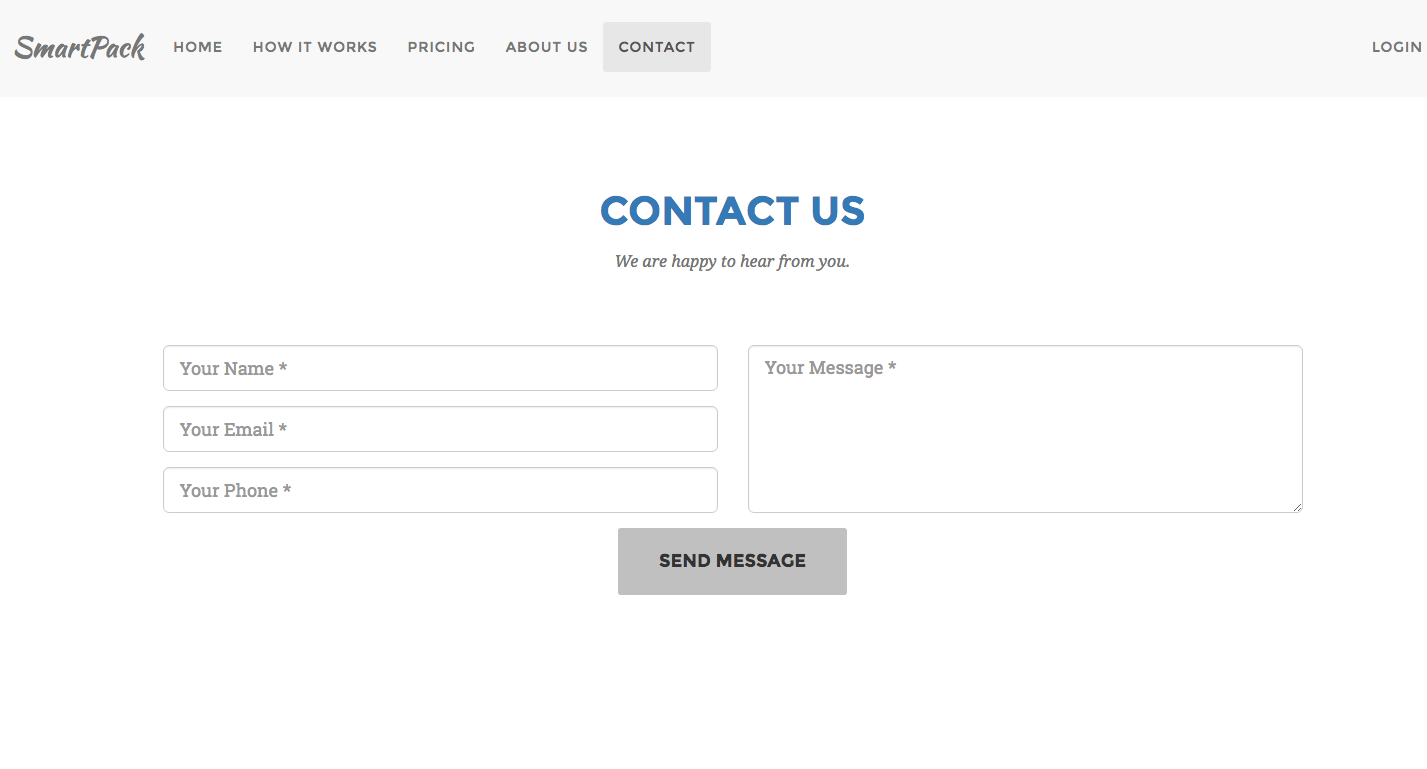 SmartPack HOME HOW IT WORKS PRICING ABOUT US CONTACT LOGIN
CONTACT US
We are happy to hear from you.
Your Name *
Your Email *
Your Phone *
Your Message *
SEND MESSAGE